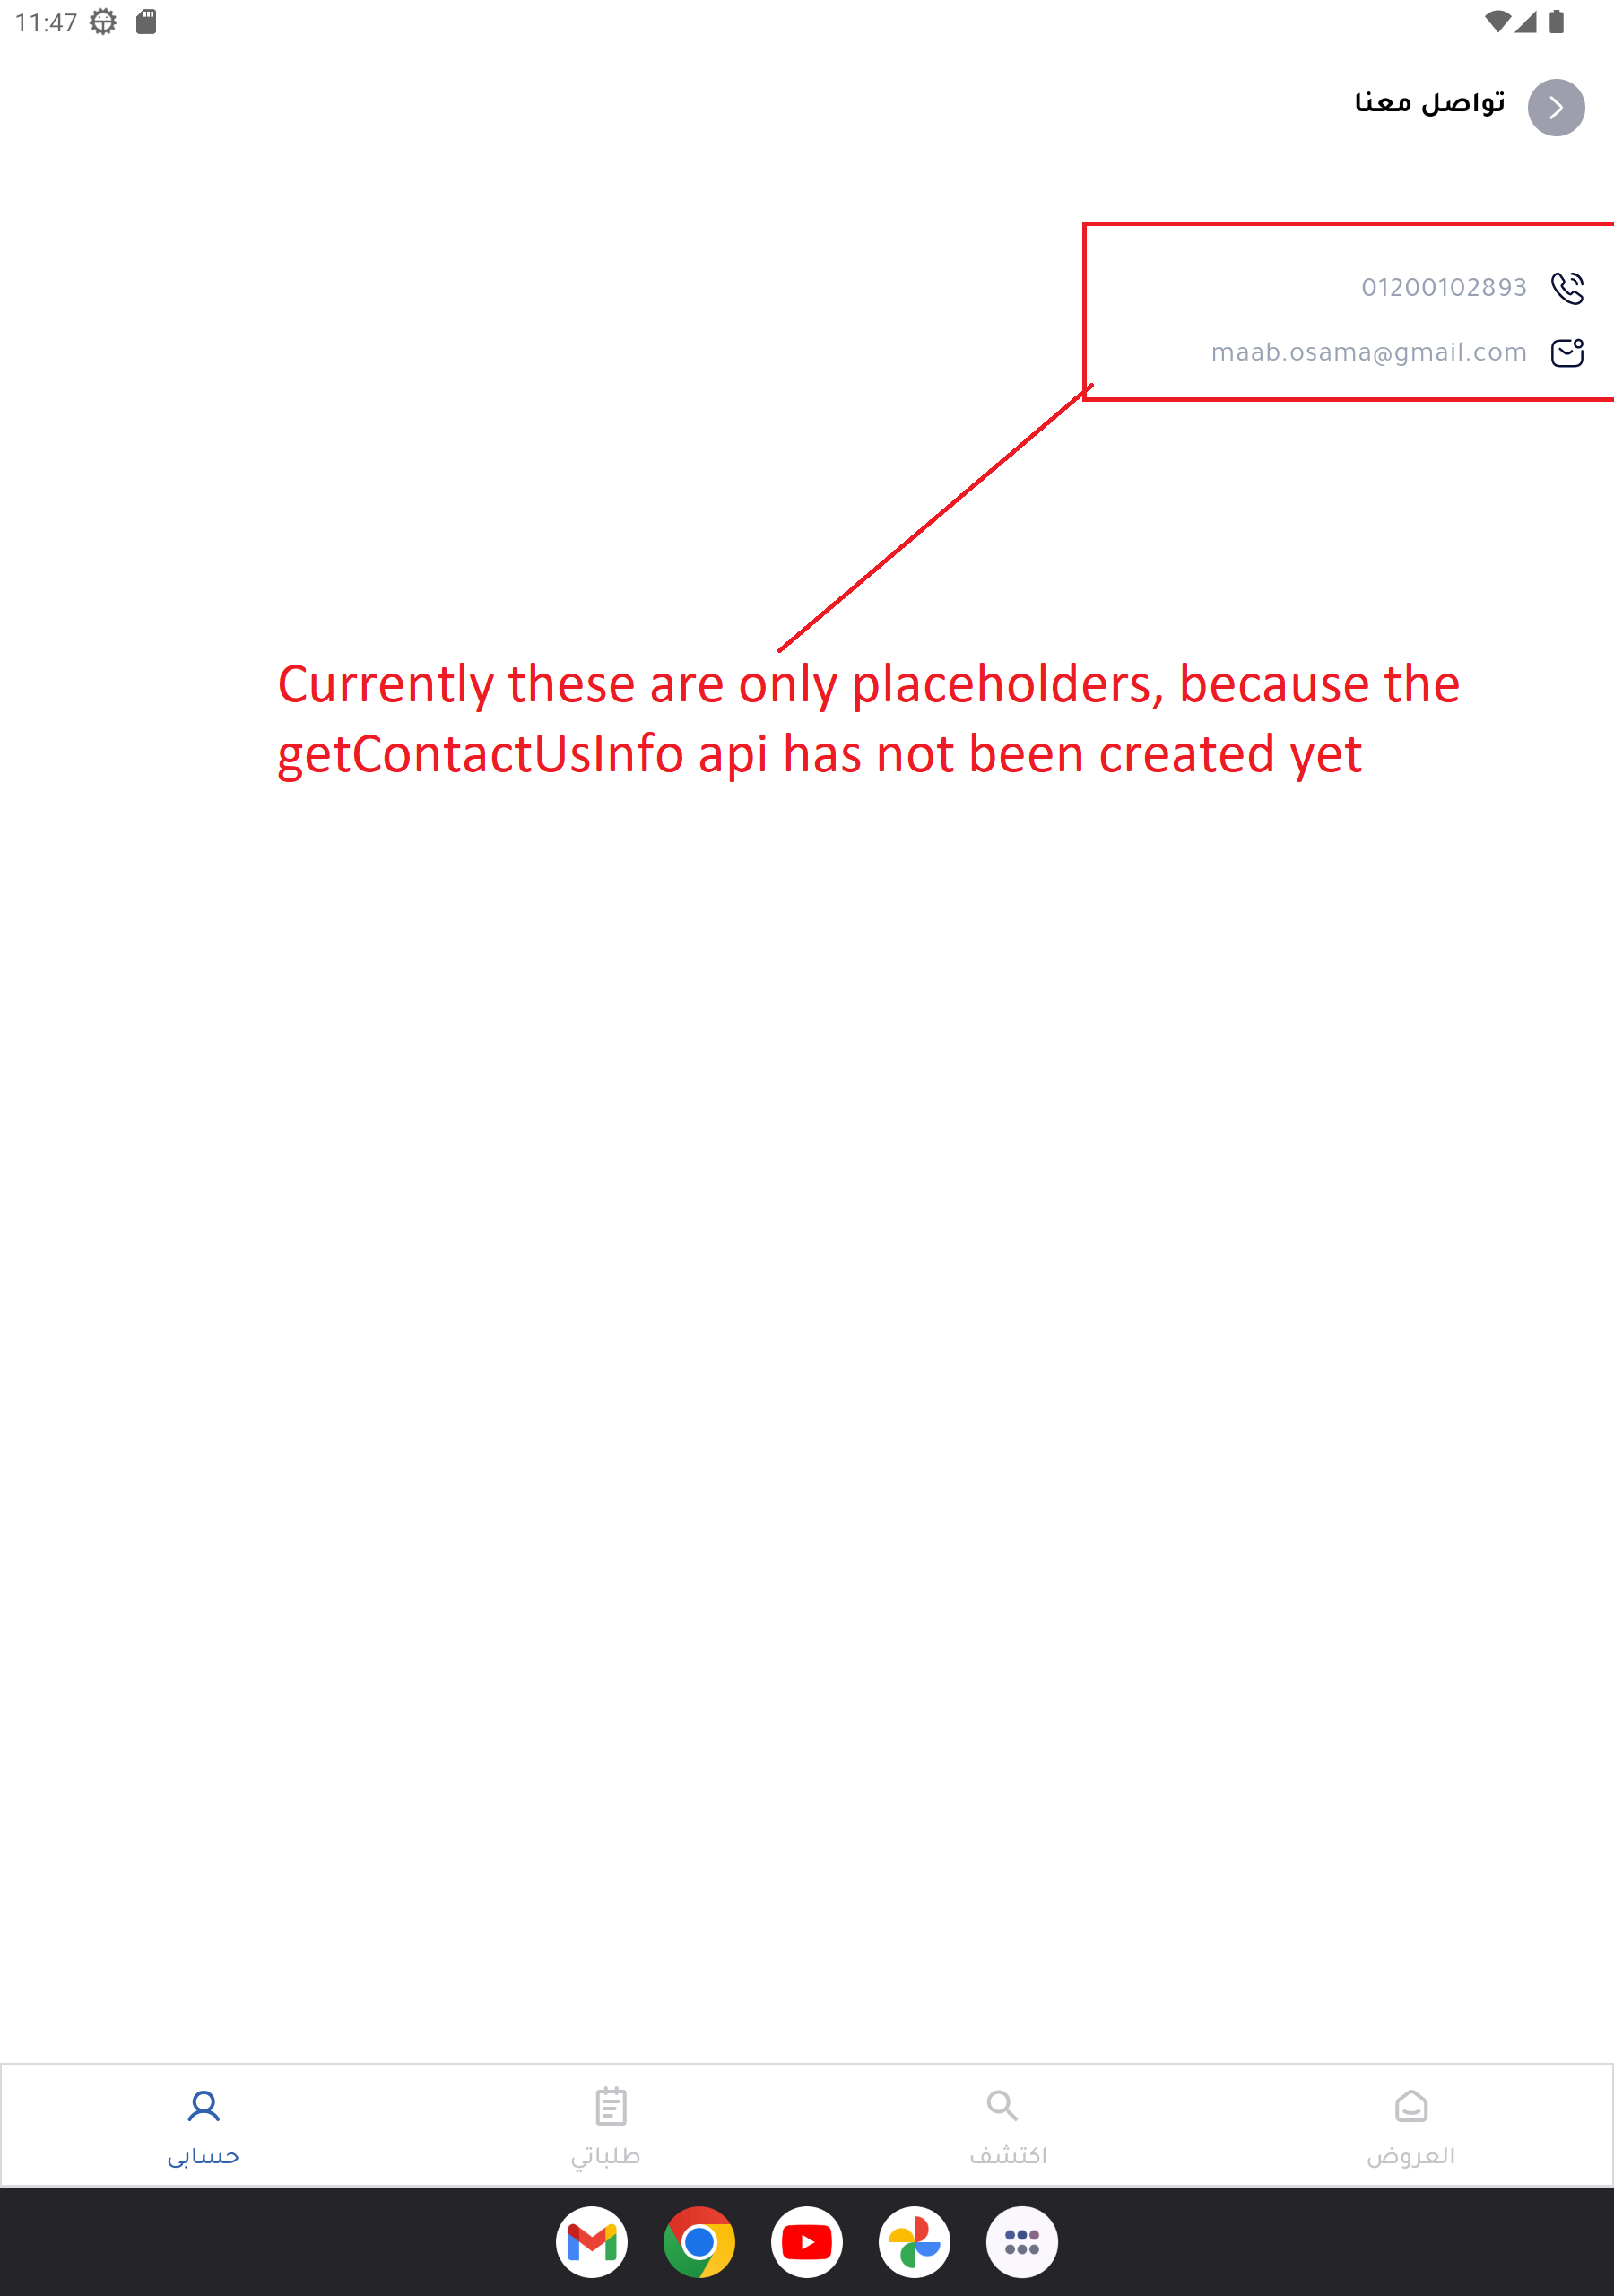 11:47
تواصل معنا
01200102893
maab.osama@gmail.com
Currently these are only placeholders, because the
getContactUsInfo api has not been created yet
العروض
اكتشف
طلباتي
حسابى